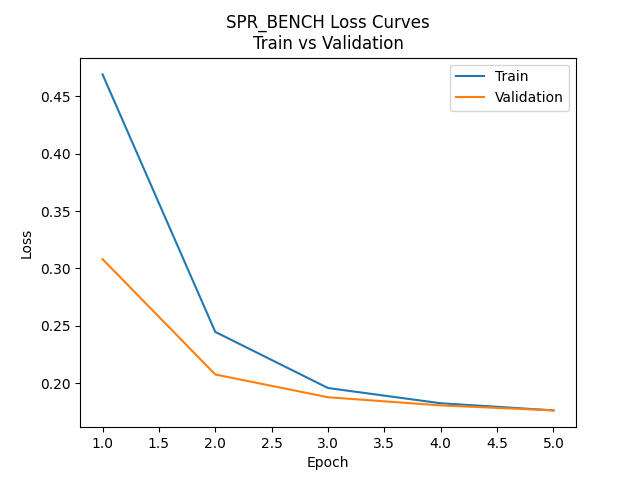 SPR_BENCH Loss Curves
Train vs Validation
Train
Validation
Loss
0.45
0.40
0.35
0.30
0.25
0.20
1.0 1.5 2.0 2.5 3.0 3.5 4.0 4.5 5.0
Epoch